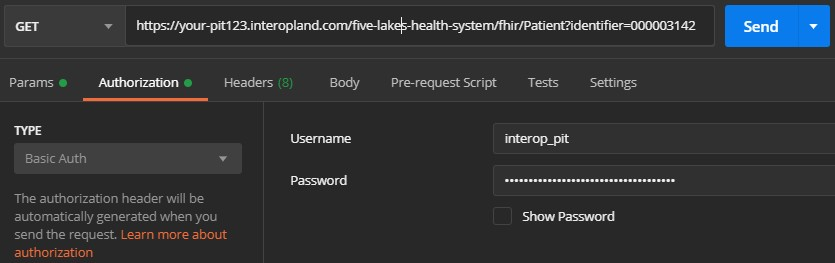 GET https://your-pit123.interopland.com/five-lakes-health-system/fhir/Patient?identifier=000003142 Send
Params Authorization Headers (8) Body Pre-request Script Tests Settings
TYPE
Basic Auth
The authorization header will be
automatically generated when you
send the request. Learn more about
authorization
Username interop_pit
Password ••••••••••••••••••••••••••••••••••••
Show Password